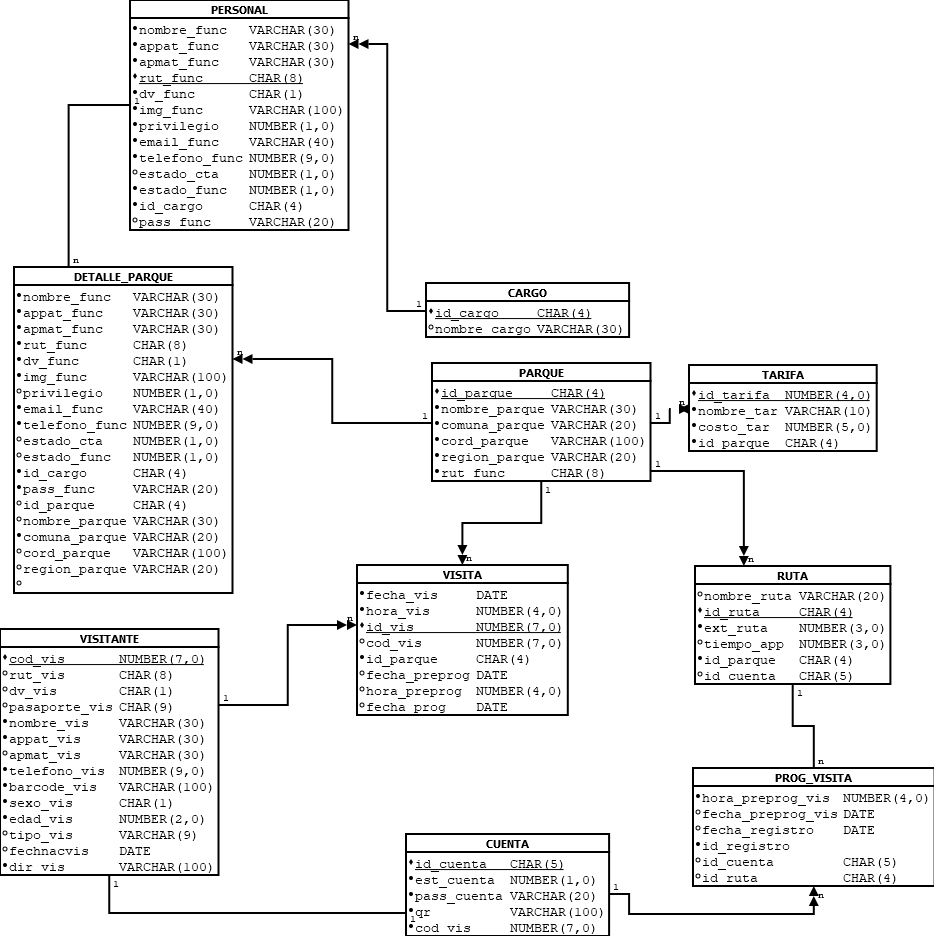 PERSONAL
nombre_func VARCHAR(30)
appat_func VARCHAR(30)
apmat_func VARCHAR(30)
rut_func CHAR(8)
dv_func CHAR(1)
img_func VARCHAR(100)
privilegio NUMBER(1,0)
email_func VARCHAR(40)
telefono_func NUMBER(9,0)
estado_cta NUMBER(1,0)
estado_func NUMBER(1,0)
id_cargo CHAR(4)
pass_func VARCHAR(20)
n
1
n
DETALLE_PARQUE
nombre_func VARCHAR(30)
appat_func VARCHAR(30)
apmat_func VARCHAR(30)
rut_func CHAR(8)
dv_func CHAR(1)
img_func VARCHAR(100)
privilegio NUMBER(1,0)
email_func VARCHAR(40)
telefono_func NUMBER(9,0)
estado_cta NUMBER(1,0)
estado_func NUMBER(1,0)
id_cargo CHAR(4)
pass_func VARCHAR(20)
id_parque CHAR(4)
nombre_parque VARCHAR(30)
comuna_parque VARCHAR(20)
cord_parque VARCHAR(100)
region_parque VARCHAR(20)
n
1
CARGO
id_cargo CHAR(4)
nombre_cargo VARCHAR(30)
1
PARQUE
id_parque CHAR(4)
nombre_parque VARCHAR(30)
comuna_parque VARCHAR(20)
cord_parque VARCHAR(100)
region_parque VARCHAR(20)
rut_func CHAR(8)
1
n
TARIFA
id_tarifa NUMBER(4,0)
nombre_tar VARCHAR(10)
costo_tar NUMBER(5,0)
id_parque CHAR(4)
1
1
n
n
VISITA
fecha_vis DATE
hora_vis NUMBER(4,0)
id_vis NUMBER(7,0)
cod_vis NUMBER(7,0)
id_parque CHAR(4)
fecha_preprog DATE
hora_preprog NUMBER(4,0)
fecha_prog DATE
n
RUTA
nombre_ruta VARCHAR(20)
id_ruta CHAR(4)
ext_ruta NUMBER(3,0)
tiempo_app NUMBER(3,0)
id_parque CHAR(4)
id_cuenta CHAR(5)
1
n
VISITANTE
cod_vis NUMBER(7,0)
rut_vis CHAR(8)
dv_vis CHAR(1)
pasaporte_vis CHAR(9)
nombre_vis VARCHAR(30)
appat_vis VARCHAR(30)
apmat_vis VARCHAR(30)
telefono_vis NUMBER(9,0)
barcode_vis VARCHAR(100)
sexo_vis CHAR(1)
edad_vis NUMBER(2,0)
tipo_vis VARCHAR(9)
fechnacvis DATE
dir_vis VARCHAR(100)
1
1
PROG_VISITA
hora_preprog_vis NUMBER(4,0)
fecha_preprog_vis DATE
fecha_registro DATE
id_registro
id_cuenta CHAR(5)
id_ruta CHAR(4)
n
CUENTA
id_cuenta CHAR(5)
est_cuenta NUMBER(1,0)
pass_cuenta VARCHAR(20)
qr VARCHAR(100)
cod_vis NUMBER(7,0)
1
1